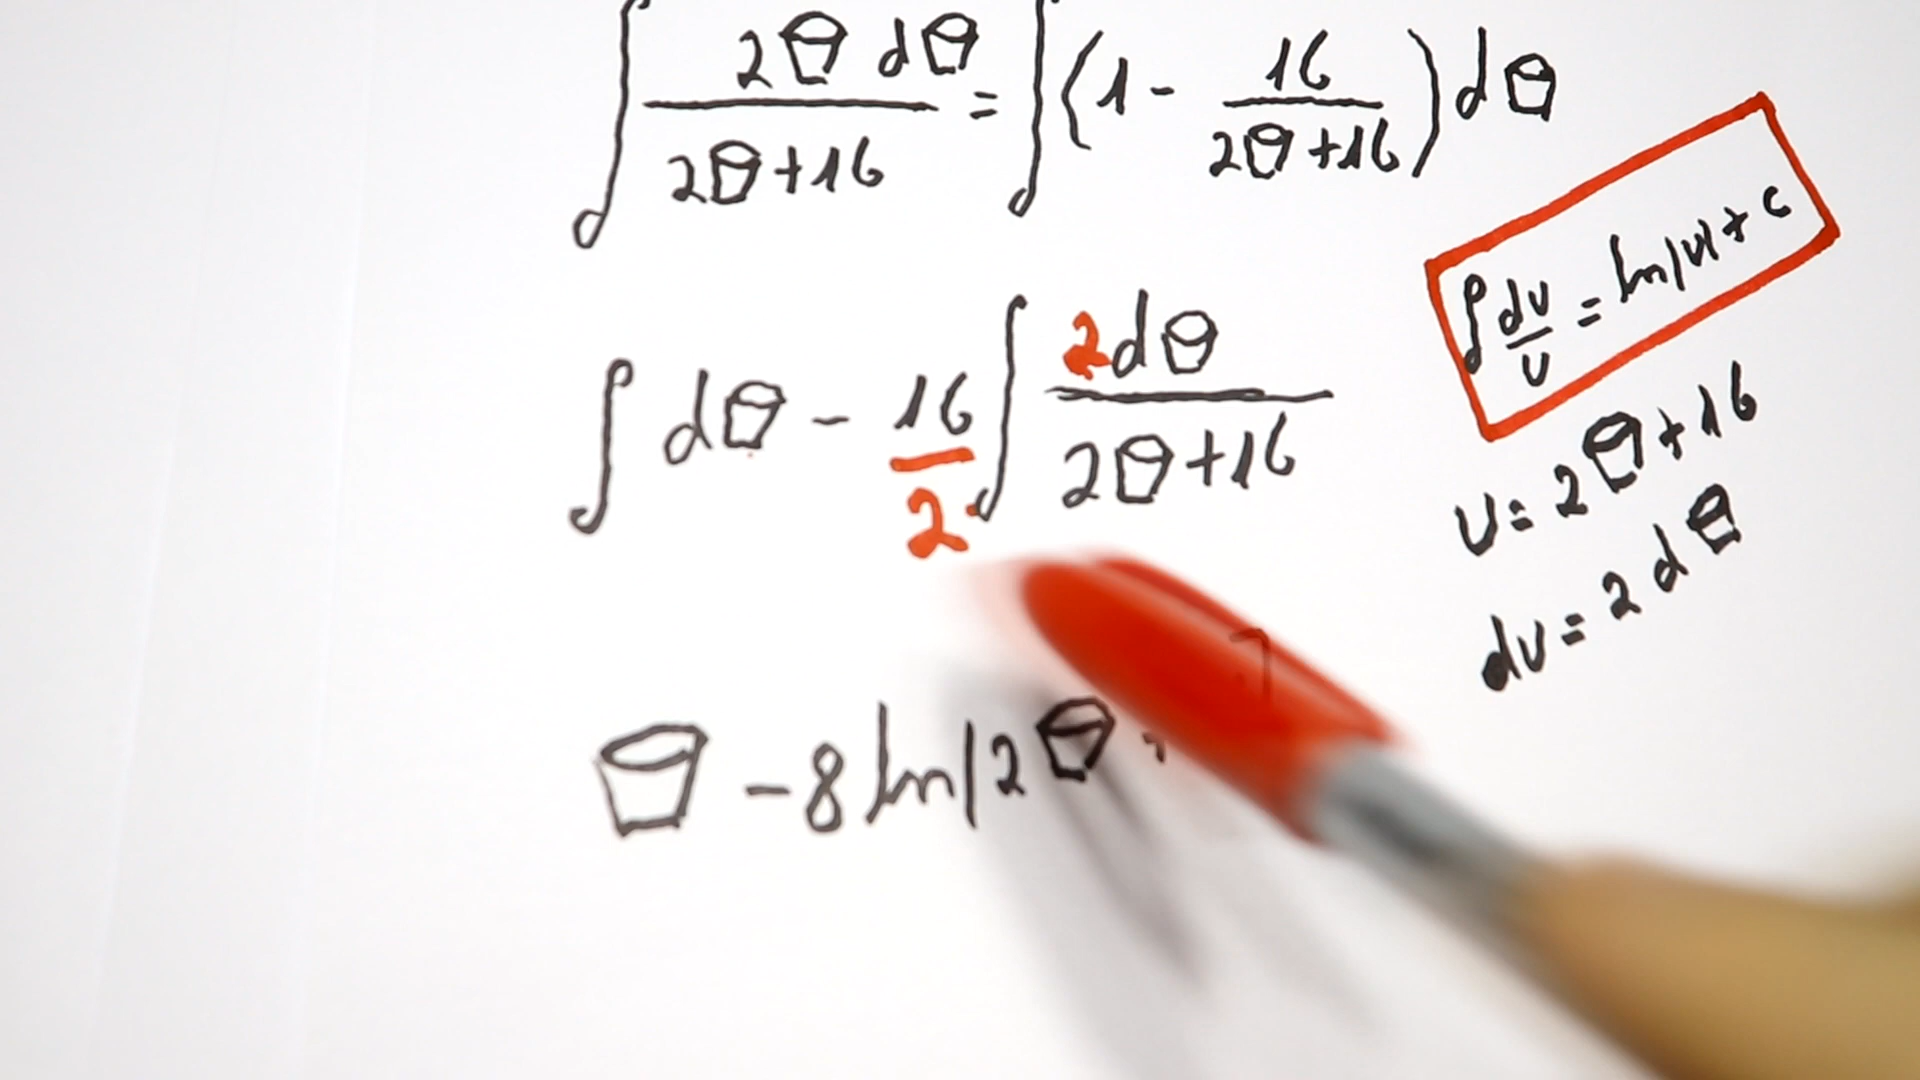 ∫ 2🪣 d🪣 / 2🪣+16 = ∫ (1 - 16 / 2🪣+16) d🪣
∫ d🪣 - 16/2 ∫ 2d🪣 / 2🪣+16
🪣 - 8 ln|2🪣 +
∫ du/u = ln|u| + c
u = 2🪣+16
du = 2 d🪣